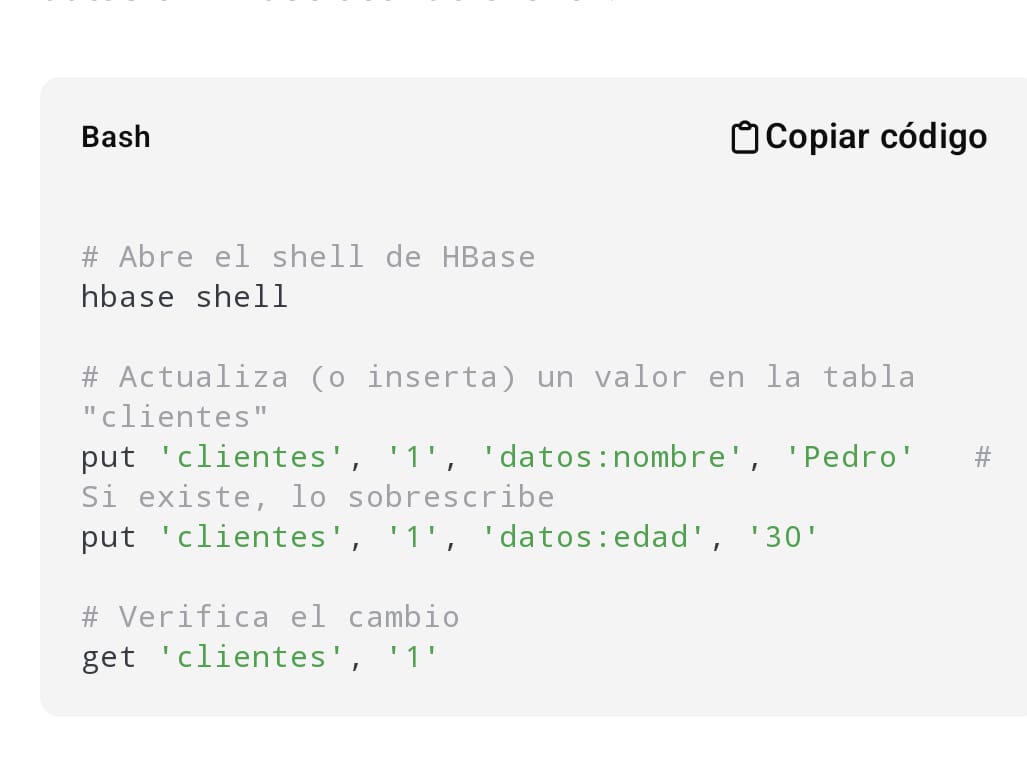 Bash
Copiar código
# Abre el shell de HBase
hbase shell
# Actualiza (o inserta) un valor en la tabla
"clientes"
put 'clientes', '1', 'datos:nombre', 'Pedro'   #
Si existe, lo sobrescribe
put 'clientes', '1', 'datos:edad', '30'
# Verifica el cambio
get 'clientes', '1'